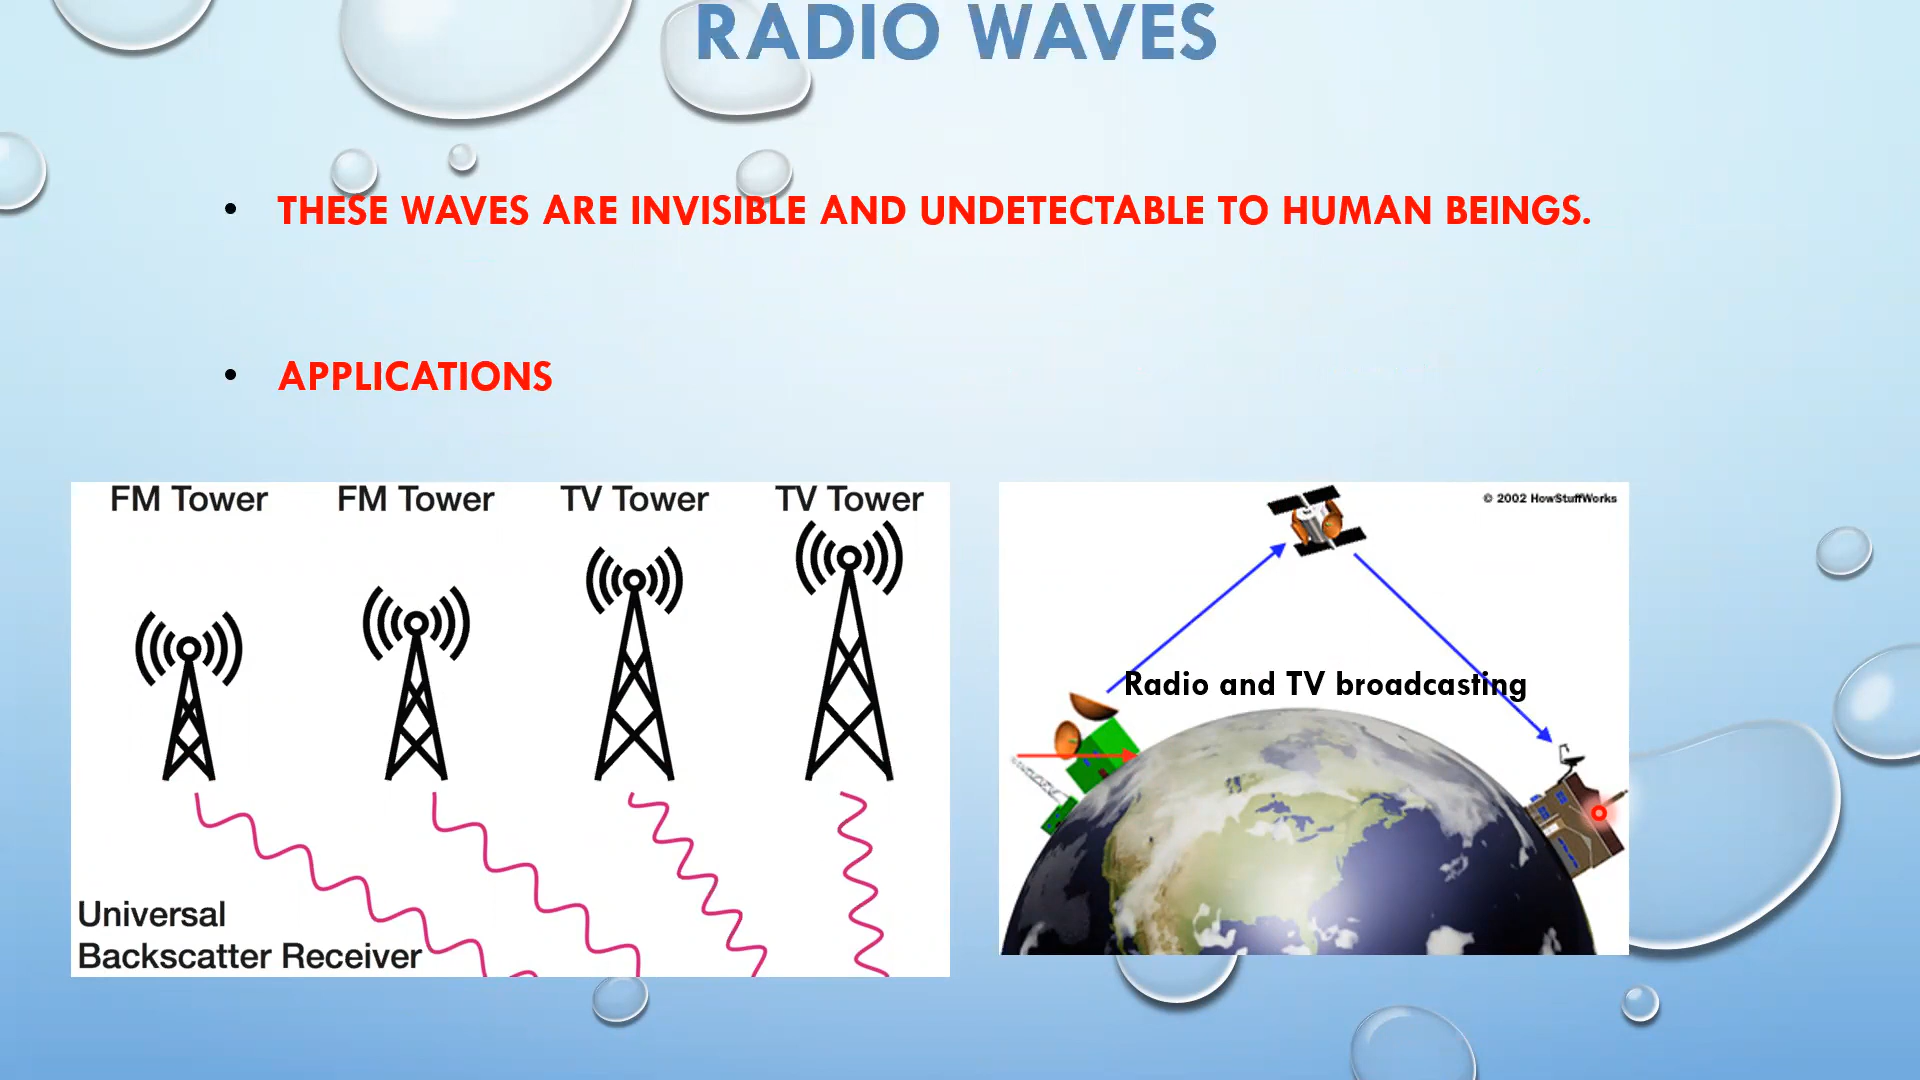 RADIO WAVES
• THESE WAVES ARE INVISIBLE AND UNDETECTABLE TO HUMAN BEINGS.
• APPLICATIONS
FM Tower FM Tower TV Tower TV Tower
Universal
Backscatter Receiver
© 2002 HowStuffWorks
Radio and TV broadcasting